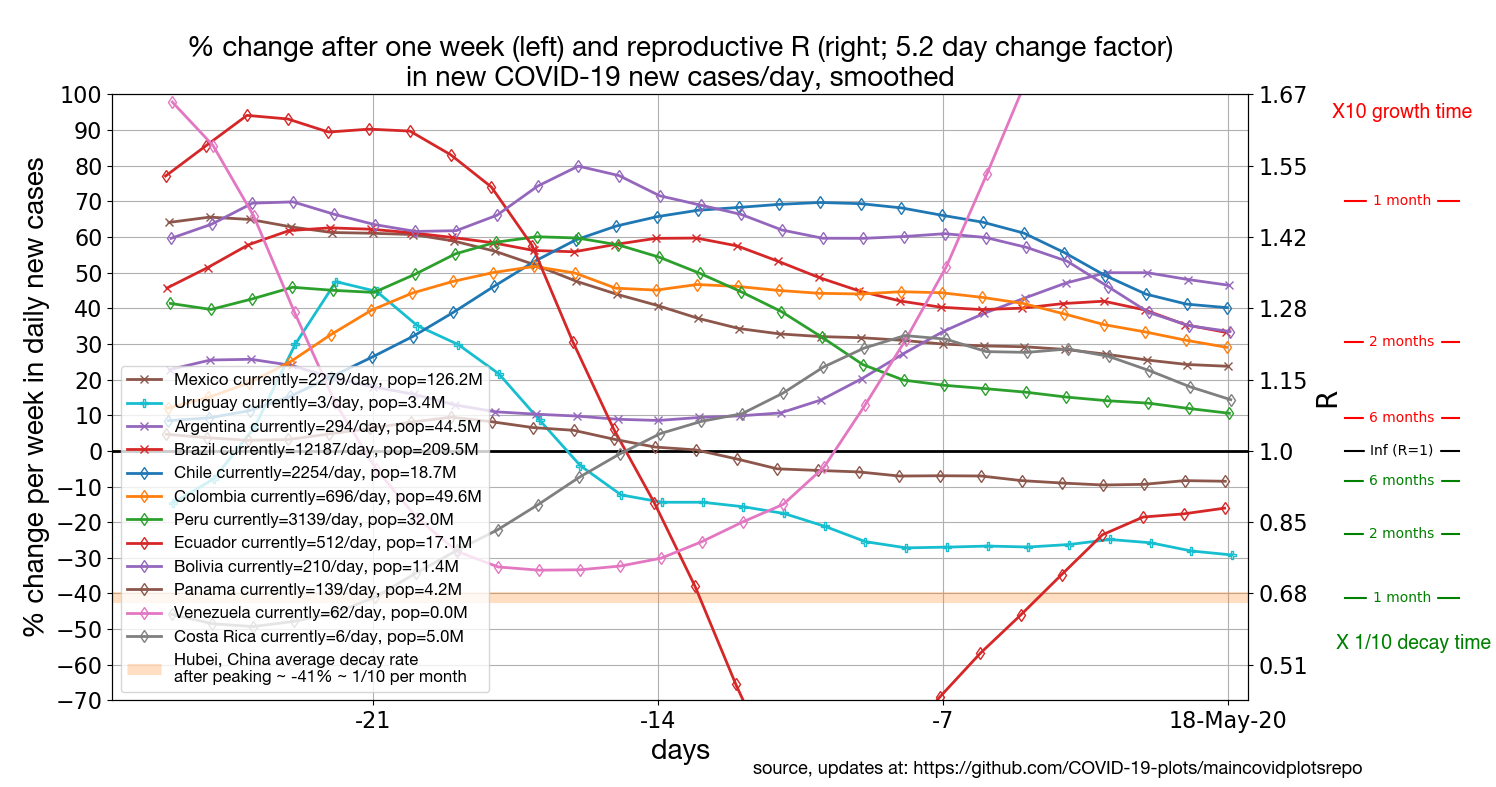 % change after one week (left) and reproductive R (right; 5.2 day change factor)
in new COVID-19 new cases/day, smoothed
% change per week in daily new cases
100
90
80
70
60
50
40
30
20
10
0
−10
−20
−30
−40
−50
−60
−70
Mexico currently=2279/day, pop=126.2M
Uruguay currently=3/day, pop=3.4M
Argentina currently=294/day, pop=44.5M
Brazil currently=12187/day, pop=209.5M
Chile currently=2254/day, pop=18.7M
Colombia currently=696/day, pop=49.6M
Peru currently=3139/day, pop=32.0M
Ecuador currently=512/day, pop=17.1M
Bolivia currently=210/day, pop=11.4M
Panama currently=139/day, pop=4.2M
Venezuela currently=62/day, pop=0.0M
Costa Rica currently=6/day, pop=5.0M
Hubei, China average decay rate
after peaking ~ -41% ~ 1/10 per month
-21
-14
-7
18-May-20
days
1.67
1.55
1.42
1.28
1.15
1.0
0.85
0.68
0.51
R
X10 growth time
1 month
2 months
6 months
Inf (R=1)
6 months
2 months
1 month
X 1/10 decay time
source, updates at: https://github.com/COVID-19-plots/maincovidplotsrepo